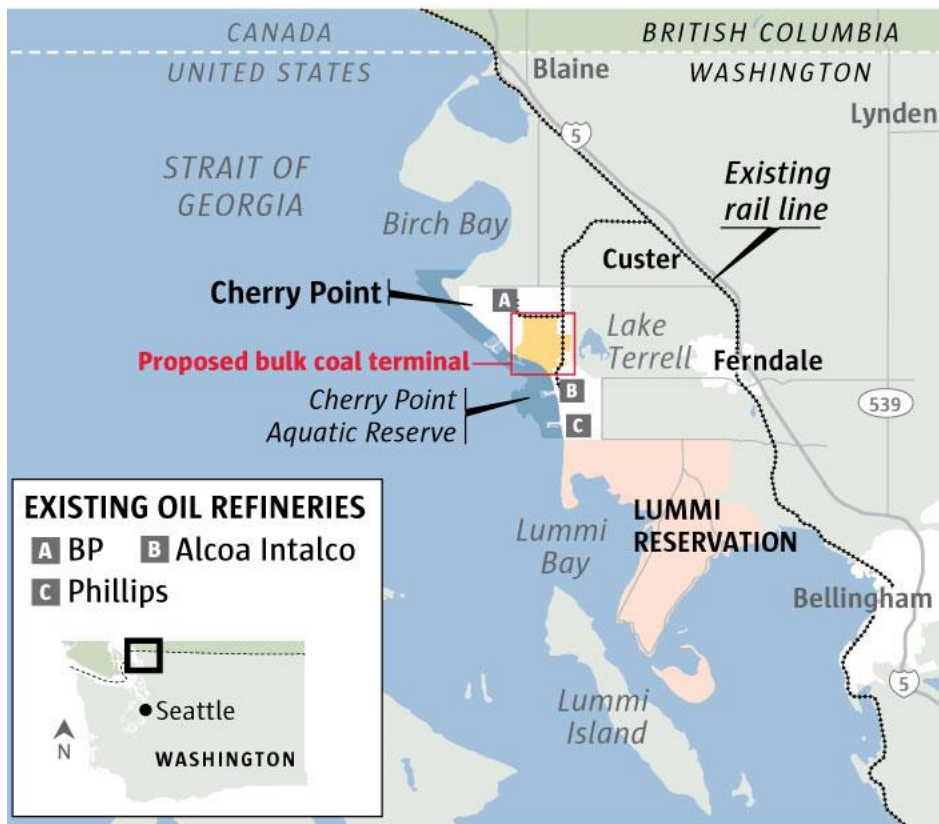 CANADA
BRITISH COLUMBIA
UNITED STATES
WASHINGTON
Blaine
Lynden
5
STRAIT OF
GEORGIA
Existing
rail line
Birch Bay
Custer
Cherry Point
A
Lake
Terrell
Proposed bulk coal terminal
Ferndale
B
Cherry Point
Aquatic Reserve
539
C
EXISTING OIL REFINERIES
A BP B Alcoa Intalco
C Phillips
LUMMI
RESERVATION
Lummi
Bay
Bellingham
5
Lummi
Island
Seattle
N
WASHINGTON